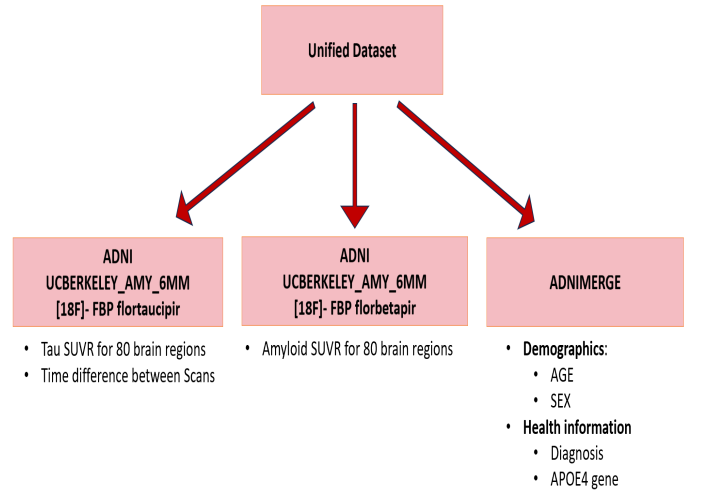 Unified Dataset
ADNI
UCBERKELEY_AMY_6MM
[18F]- FBP flortaucipir
• Tau SUVR for 80 brain regions
• Time difference between Scans
ADNI
UCBERKELEY_AMY_6MM
[18F]- FBP florbetapir
• Amyloid SUVR for 80 brain regions
ADNIMERGE
• Demographics:
• AGE
• SEX
• Health information
• Diagnosis
• APOE4 gene